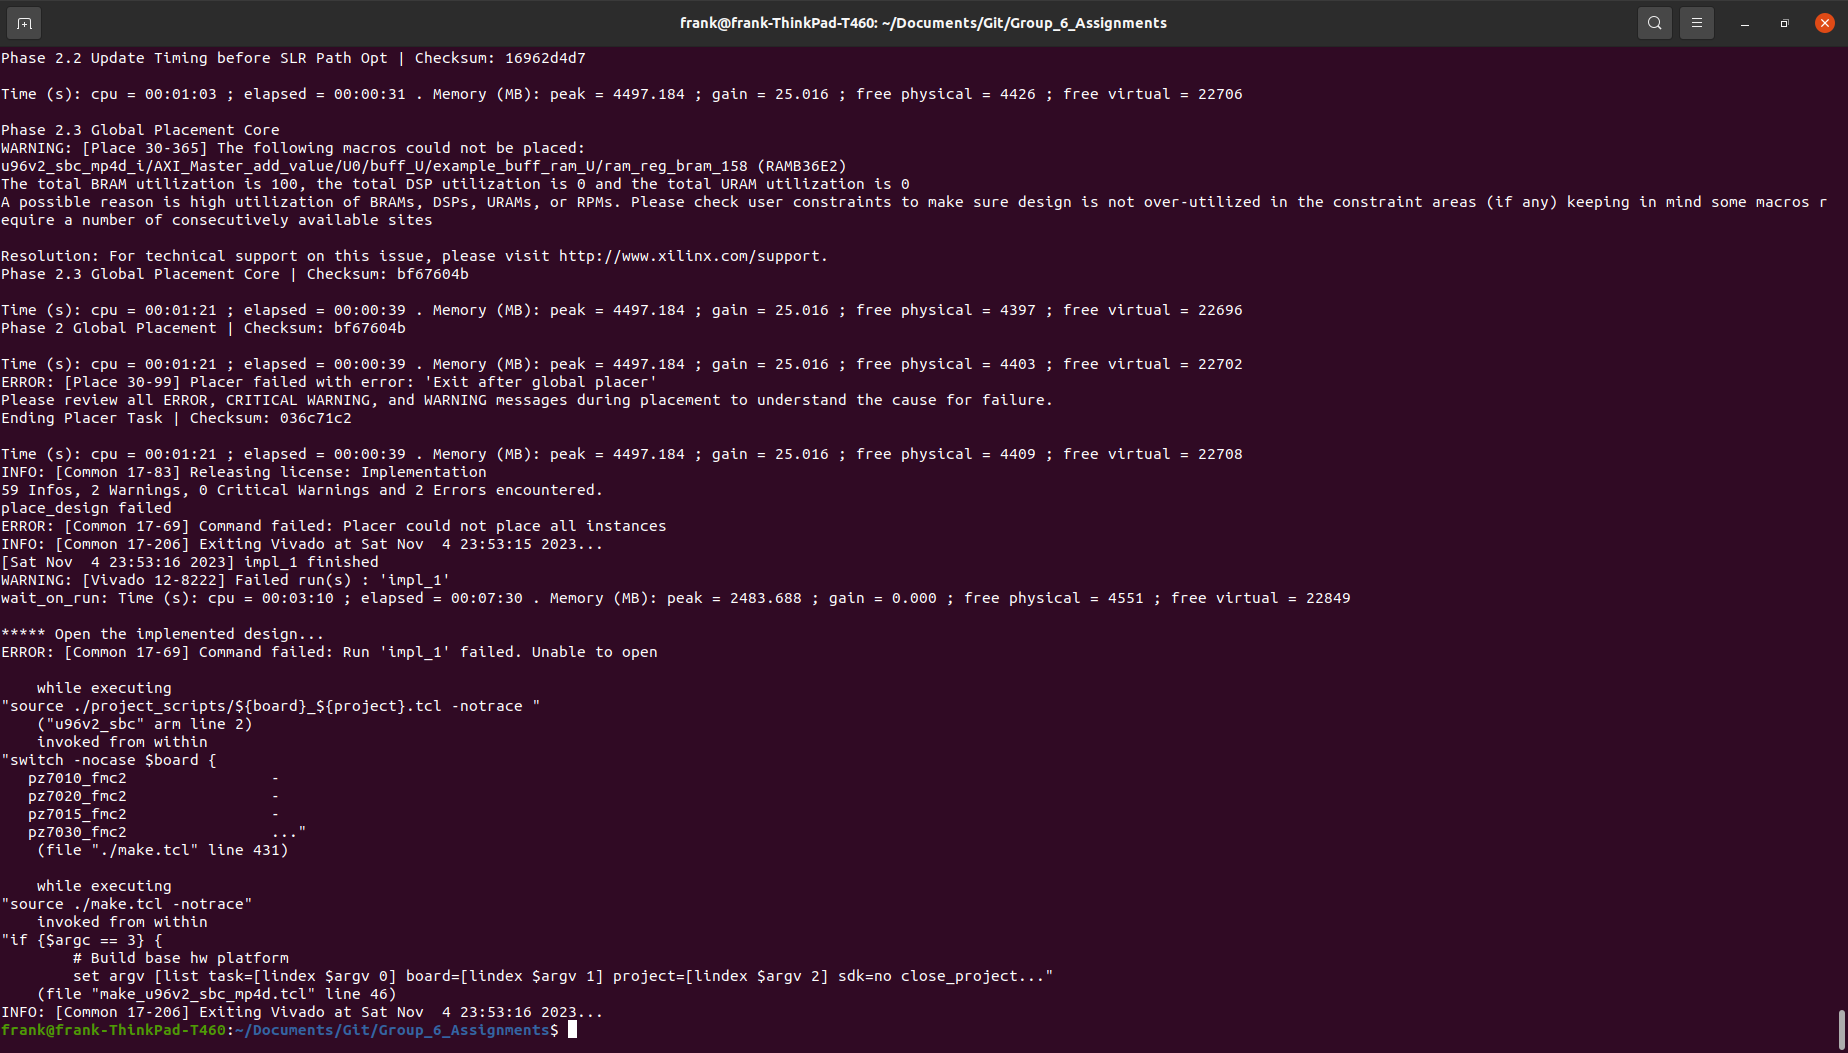 frank@frank-ThinkPad-T460: ~/Documents/Git/Group_6_Assignments
Phase 2.2 Update Timing before SLR Path Opt | Checksum: 16962d4d7
Time (s): cpu = 00:01:03 ; elapsed = 00:00:31 . Memory (MB): peak = 4497.184 ; gain = 25.016 ; free physical = 4426 ; free virtual = 22706
Phase 2.3 Global Placement Core
WARNING: [Place 30-365] The following macros could not be placed:
u96v2_sbc_mp4d_i/AXI_Master_add_value/U0/buff_U/example_buff_ram_U/ram_reg_bram_158 (RAMB36E2)
The total BRAM utilization is 100, the total DSP utilization is 0 and the total URAM utilization is 0
A possible reason is high utilization of BRAMs, DSPs, URAMs, or RPMs. Please check user constraints to make sure design is not over-utilized in the constraint areas (if any) keeping in mind some macros r
equire a number of consecutively available sites
Resolution: For technical support on this issue, please visit http://www.xilinx.com/support.
Phase 2.3 Global Placement Core | Checksum: bf67604b
Time (s): cpu = 00:01:21 ; elapsed = 00:00:39 . Memory (MB): peak = 4497.184 ; gain = 25.016 ; free physical = 4397 ; free virtual = 22696
Phase 2 Global Placement | Checksum: bf67604b
Time (s): cpu = 00:01:21 ; elapsed = 00:00:39 . Memory (MB): peak = 4497.184 ; gain = 25.016 ; free physical = 4403 ; free virtual = 22702
ERROR: [Place 30-99] Placer failed with error: 'Exit after global placer'
Please review all ERROR, CRITICAL WARNING, and WARNING messages during placement to understand the cause for failure.
Ending Placer Task | Checksum: 036c71c2
Time (s): cpu = 00:01:21 ; elapsed = 00:00:39 . Memory (MB): peak = 4497.184 ; gain = 25.016 ; free physical = 4409 ; free virtual = 22708
INFO: [Common 17-83] Releasing license: Implementation
59 Infos, 2 Warnings, 0 Critical Warnings and 2 Errors encountered.
place_design failed
ERROR: [Common 17-69] Command failed: Placer could not place all instances
INFO: [Common 17-206] Exiting Vivado at Sat Nov  4 23:53:15 2023...
[Sat Nov  4 23:53:16 2023] impl_1 finished
WARNING: [Vivado 12-8222] Failed run(s) : 'impl_1'
wait_on_run: Time (s): cpu = 00:03:10 ; elapsed = 00:07:30 . Memory (MB): peak = 2483.688 ; gain = 0.000 ; free physical = 4551 ; free virtual = 22849
***** Open the implemented design...
ERROR: [Common 17-69] Command failed: Run 'impl_1' failed. Unable to open
    while executing
"source ./project_scripts/${board}_${project}.tcl -notrace "
    ("u96v2_sbc" arm line 2)
    invoked from within
"switch -nocase $board {
   pz7010_fmc2                -
   pz7020_fmc2                -
   pz7015_fmc2                -
   pz7030_fmc2                ..."
    (file "./make.tcl" line 431)
    while executing
"source ./make.tcl -notrace"
    invoked from within
"if {$argc == 3} {
        # Build base hw platform
        set argv [list task=[lindex $argv 0] board=[lindex $argv 1] project=[lindex $argv 2] sdk=no close_project..."
    (file "make_u96v2_sbc_mp4d.tcl" line 46)
INFO: [Common 17-206] Exiting Vivado at Sat Nov  4 23:53:16 2023...
frank@frank-ThinkPad-T460:~/Documents/Git/Group_6_Assignments$